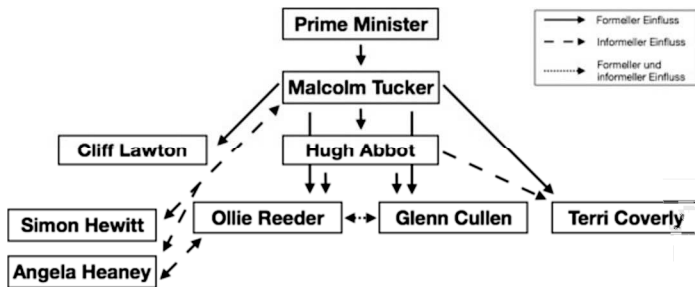 Prime Minister
Formeller Einfluss
Informeller Einfluss
Formeller und
informeller Einfluss
Malcolm Tucker
Cliff Lawton
Hugh Abbot
Simon Hewitt
Ollie Reeder
Glenn Cullen
Terri Coverly
Angela Heaney